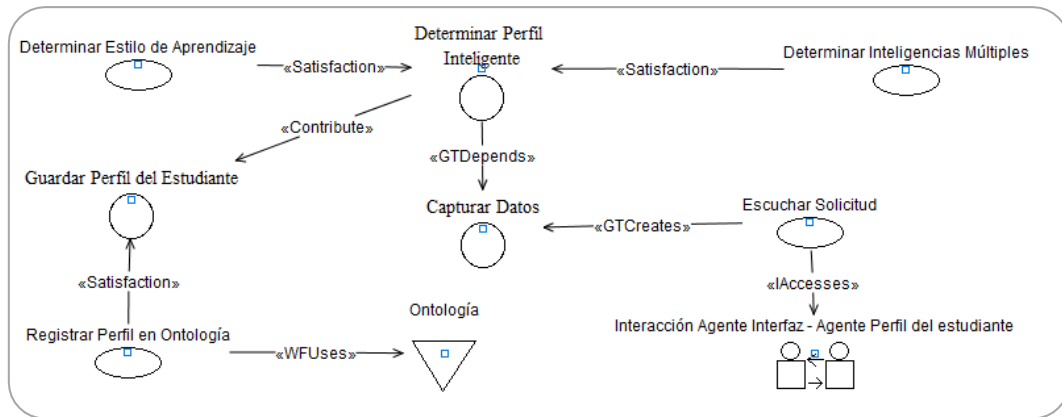 Determinar Estilo de Aprendizaje
Determinar Perfil
Inteligente
Determinar Inteligencias Múltiples
«Satisfaction»
«Satisfaction»
«Contribute»
«GTDepends»
Guardar Perfil del Estudiante
Capturar Datos
Escuchar Solicitud
«GTCreates»
«Satisfaction»
«IAccesses»
Ontología
Registrar Perfil en Ontología
Interacción Agente Interfaz - Agente Perfil del estudiante
«WFUses»